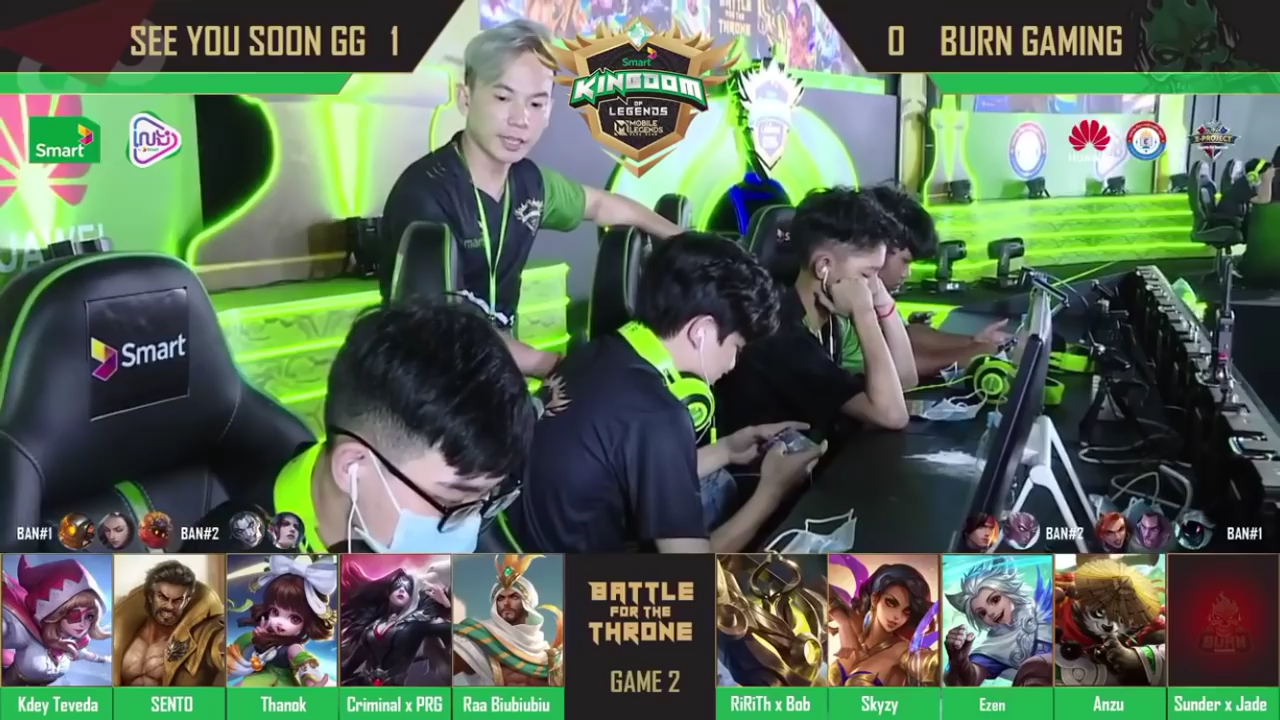 SEE YOU SOON GG 1
0 BURN GAMING
Smart
KINGDOM
OF
LEGENDS
MOBILE
LEGENDS
Smart
HUAWEI
Smart
BAN#1
BAN#2
BAN#2
BAN#1
BATTLE
FOR THE
THRONE
GAME 2
BURN
Kdey Teveda
SENTO
Thanok
Criminal x PRG
Raa Biubiubiu
RiRiTh x Bob
Skyzy
Ezen
Anzu
Sunder x Jade